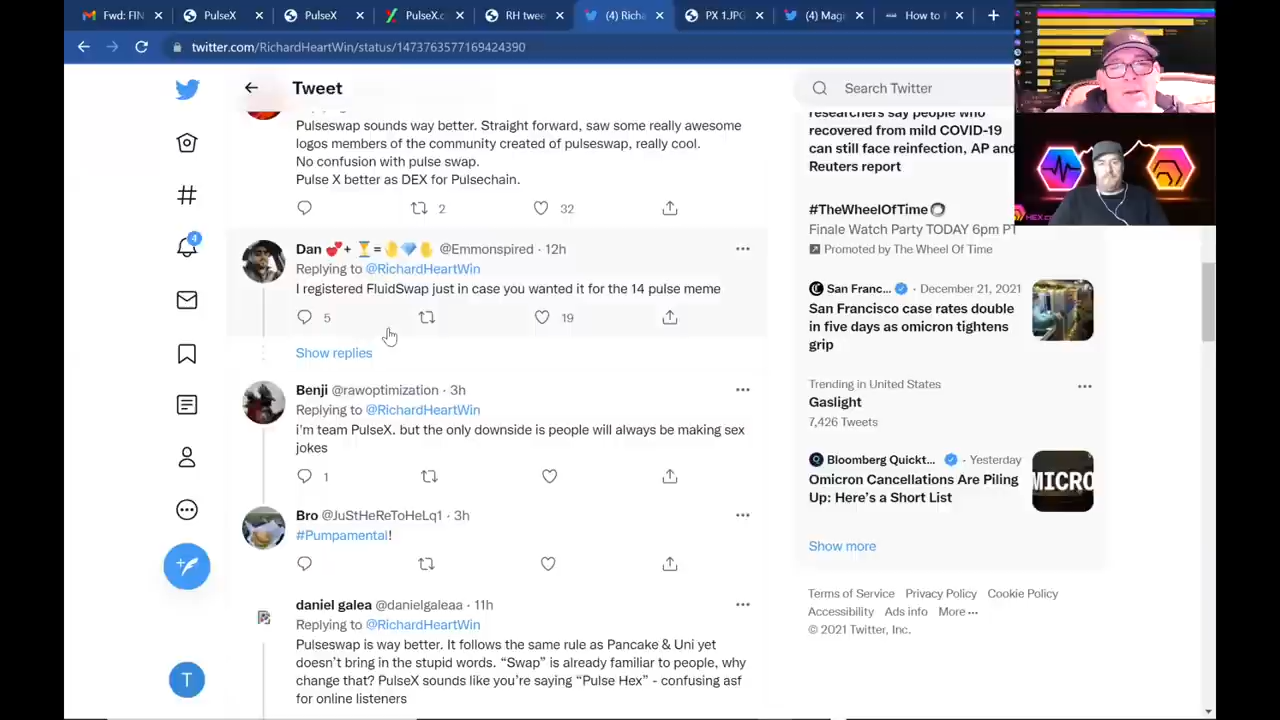 Fwd: FIN
PulseX
Pul
PulseX.c
RH twee
(4) Rich
PX 1.JPG
(4) Mag
How to
twitter.com/RichardHeartWin/status/1473763577169424390
Tweet
Search Twitter
Pulseswap sounds way better. Straight forward, saw some really awesome
logos members of the community created of pulseswap, really cool.
No confusion with pulse swap.
Pulse X better as DEX for Pulsechain.
2
32
4
Dan 💕+ ⏳=🤚💎🤚 @Emmonspired · 12h
Replying to @RichardHeartWin
I registered FluidSwap just in case you wanted it for the 14 pulse meme
5
19
Show replies
Benji @rawoptimization · 3h
Replying to @RichardHeartWin
i'm team PulseX. but the only downside is people will always be making sex
jokes
1
Bro @JuStHeReToHeLq1 · 3h
#Pumpamental!
daniel galea @danielgaleaa · 11h
Replying to @RichardHeartWin
Pulseswap is way better. It follows the same rule as Pancake & Uni yet
doesn't bring in the stupid words. “Swap” is already familiar to people, why
change that? PulseX sounds like you're saying “Pulse Hex” - confusing asf
for online listeners
T
researchers say people who
recovered from mild COVID-19
can still face reinfection, AP and
Reuters report
#TheWheelOfTime
Finale Watch Party TODAY 6pm PT
Promoted by The Wheel Of Time
San Franc... · December 21, 2021
San Francisco case rates double
in five days as omicron tightens
grip
Trending in United States
Gaslight
7,426 Tweets
Bloomberg Quickt... · Yesterday
Omicron Cancellations Are Piling
Up: Here's a Short List
MICRO
Show more
Terms of Service Privacy Policy Cookie Policy
Accessibility Ads info More ···
© 2021 Twitter, Inc.